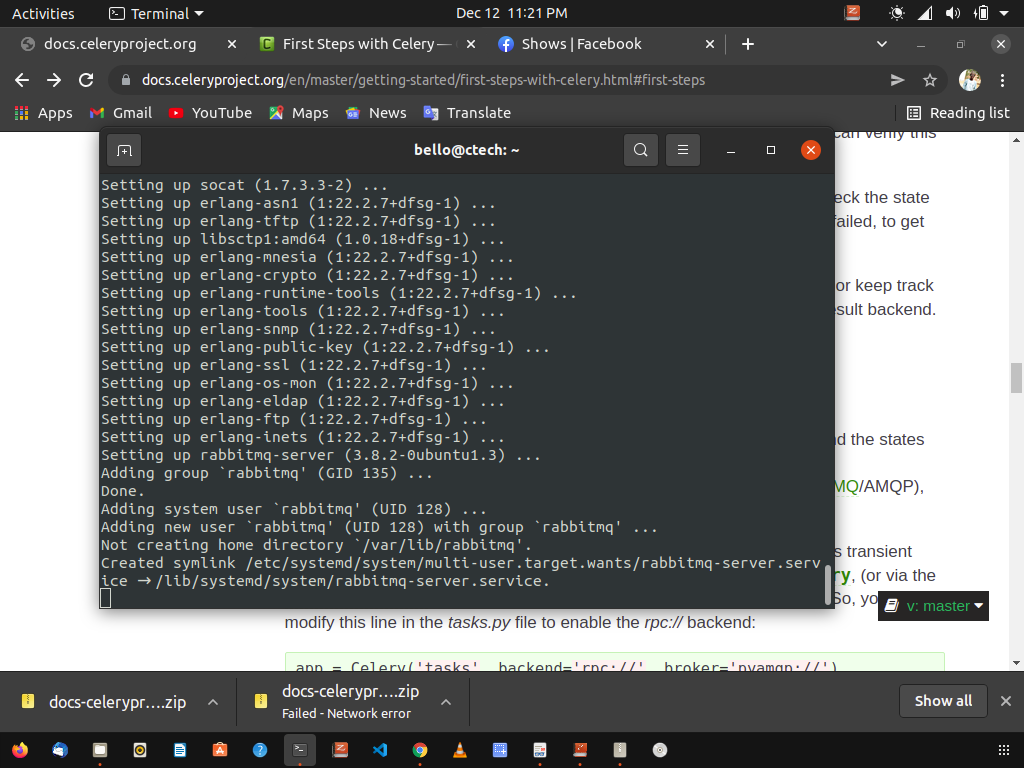 Activities
Terminal
Dec 12 11:21 PM
docs.celeryproject.org
First Steps with Celery —
Shows | Facebook
docs.celeryproject.org/en/master/getting-started/first-steps-with-celery.html#first-steps
Apps
Gmail
YouTube
Maps
News
Translate
Reading list
can verify this
bello@ctech: ~
Setting up socat (1.7.3.3-2) ...
Setting up erlang-asn1 (1:22.2.7+dfsg-1) ...
Setting up erlang-tftp (1:22.2.7+dfsg-1) ...
Setting up libsctp1:amd64 (1.0.18+dfsg-1) ...
Setting up erlang-mnesia (1:22.2.7+dfsg-1) ...
Setting up erlang-crypto (1:22.2.7+dfsg-1) ...
Setting up erlang-runtime-tools (1:22.2.7+dfsg-1) ...
Setting up erlang-tools (1:22.2.7+dfsg-1) ...
Setting up erlang-snmp (1:22.2.7+dfsg-1) ...
Setting up erlang-public-key (1:22.2.7+dfsg-1) ...
Setting up erlang-ssl (1:22.2.7+dfsg-1) ...
Setting up erlang-os-mon (1:22.2.7+dfsg-1) ...
Setting up erlang-eldap (1:22.2.7+dfsg-1) ...
Setting up erlang-ftp (1:22.2.7+dfsg-1) ...
Setting up erlang-inets (1:22.2.7+dfsg-1) ...
Setting up rabbitmq-server (3.8.2-0ubuntu1.3) ...
Adding group `rabbitmq' (GID 135) ...
Done.
Adding system user `rabbitmq' (UID 128) ...
Adding new user `rabbitmq' (UID 128) with group `rabbitmq' ...
Not creating home directory `/var/lib/rabbitmq'.
Created symlink /etc/systemd/system/multi-user.target.wants/rabbitmq-server.serv
ice → /lib/systemd/system/rabbitmq-server.service.
eck the state
failed, to get
or keep track
esult backend.
d the states
MQ/AMQP),
s transient
ry, (or via the
So, yo
v: master
modify this line in the tasks.py file to enable the rpc:// backend:
app = Celery('tasks', backend='rpc://', broker='pyamqp://')
docs-celerypr....zip
docs-celerypr....zip
Failed - Network error
Show all